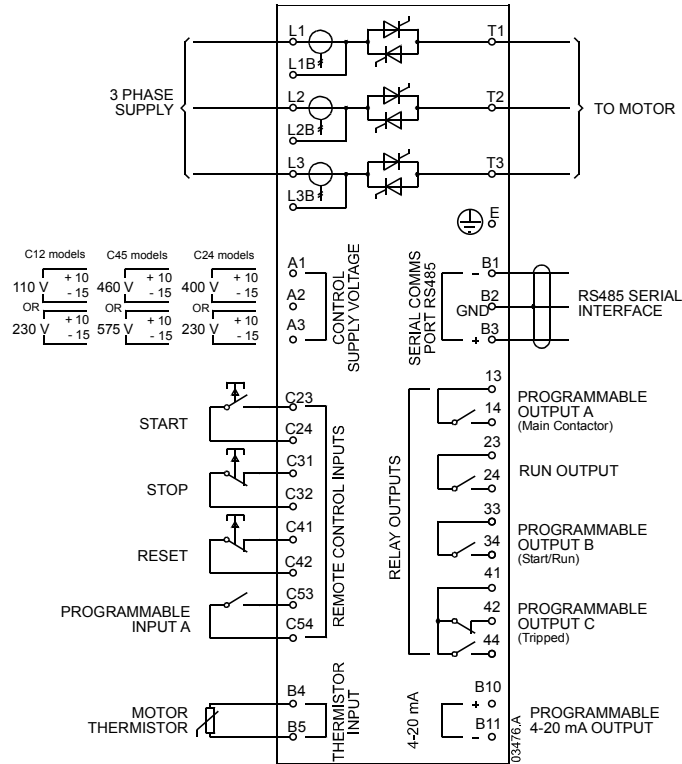 L1
T1
L1B
3 PHASE
SUPPLY
L2
T2
TO MOTOR
L2B
L3
T3
L3B
E
C12 models
C45 models
C24 models
110 V + 10 - 15
460 V + 10 - 15
400 V + 10 - 15
OR
OR
OR
230 V + 10 - 15
575 V + 10 - 15
230 V + 10 - 15
A1
A2
A3
CONTROL
SUPPLY VOLTAGE
SERIAL COMMS
PORT RS485
- B1
B2
GND
+ B3
RS485 SERIAL
INTERFACE
START
C23
C24
STOP
C31
C32
RESET
C41
C42
PROGRAMMABLE
INPUT A
C53
C54
REMOTE CONTROL INPUTS
RELAY OUTPUTS
13
14
PROGRAMMABLE
OUTPUT A
(Main Contactor)
23
24
RUN OUTPUT
33
34
PROGRAMMABLE
OUTPUT B
(Start/Run)
41
42
44
PROGRAMMABLE
OUTPUT C
(Tripped)
MOTOR
THERMISTOR
B4
B5
THERMISTOR
INPUT
4-20 mA
B10
+
B11
-
PROGRAMMABLE
4-20 mA OUTPUT
03476.A